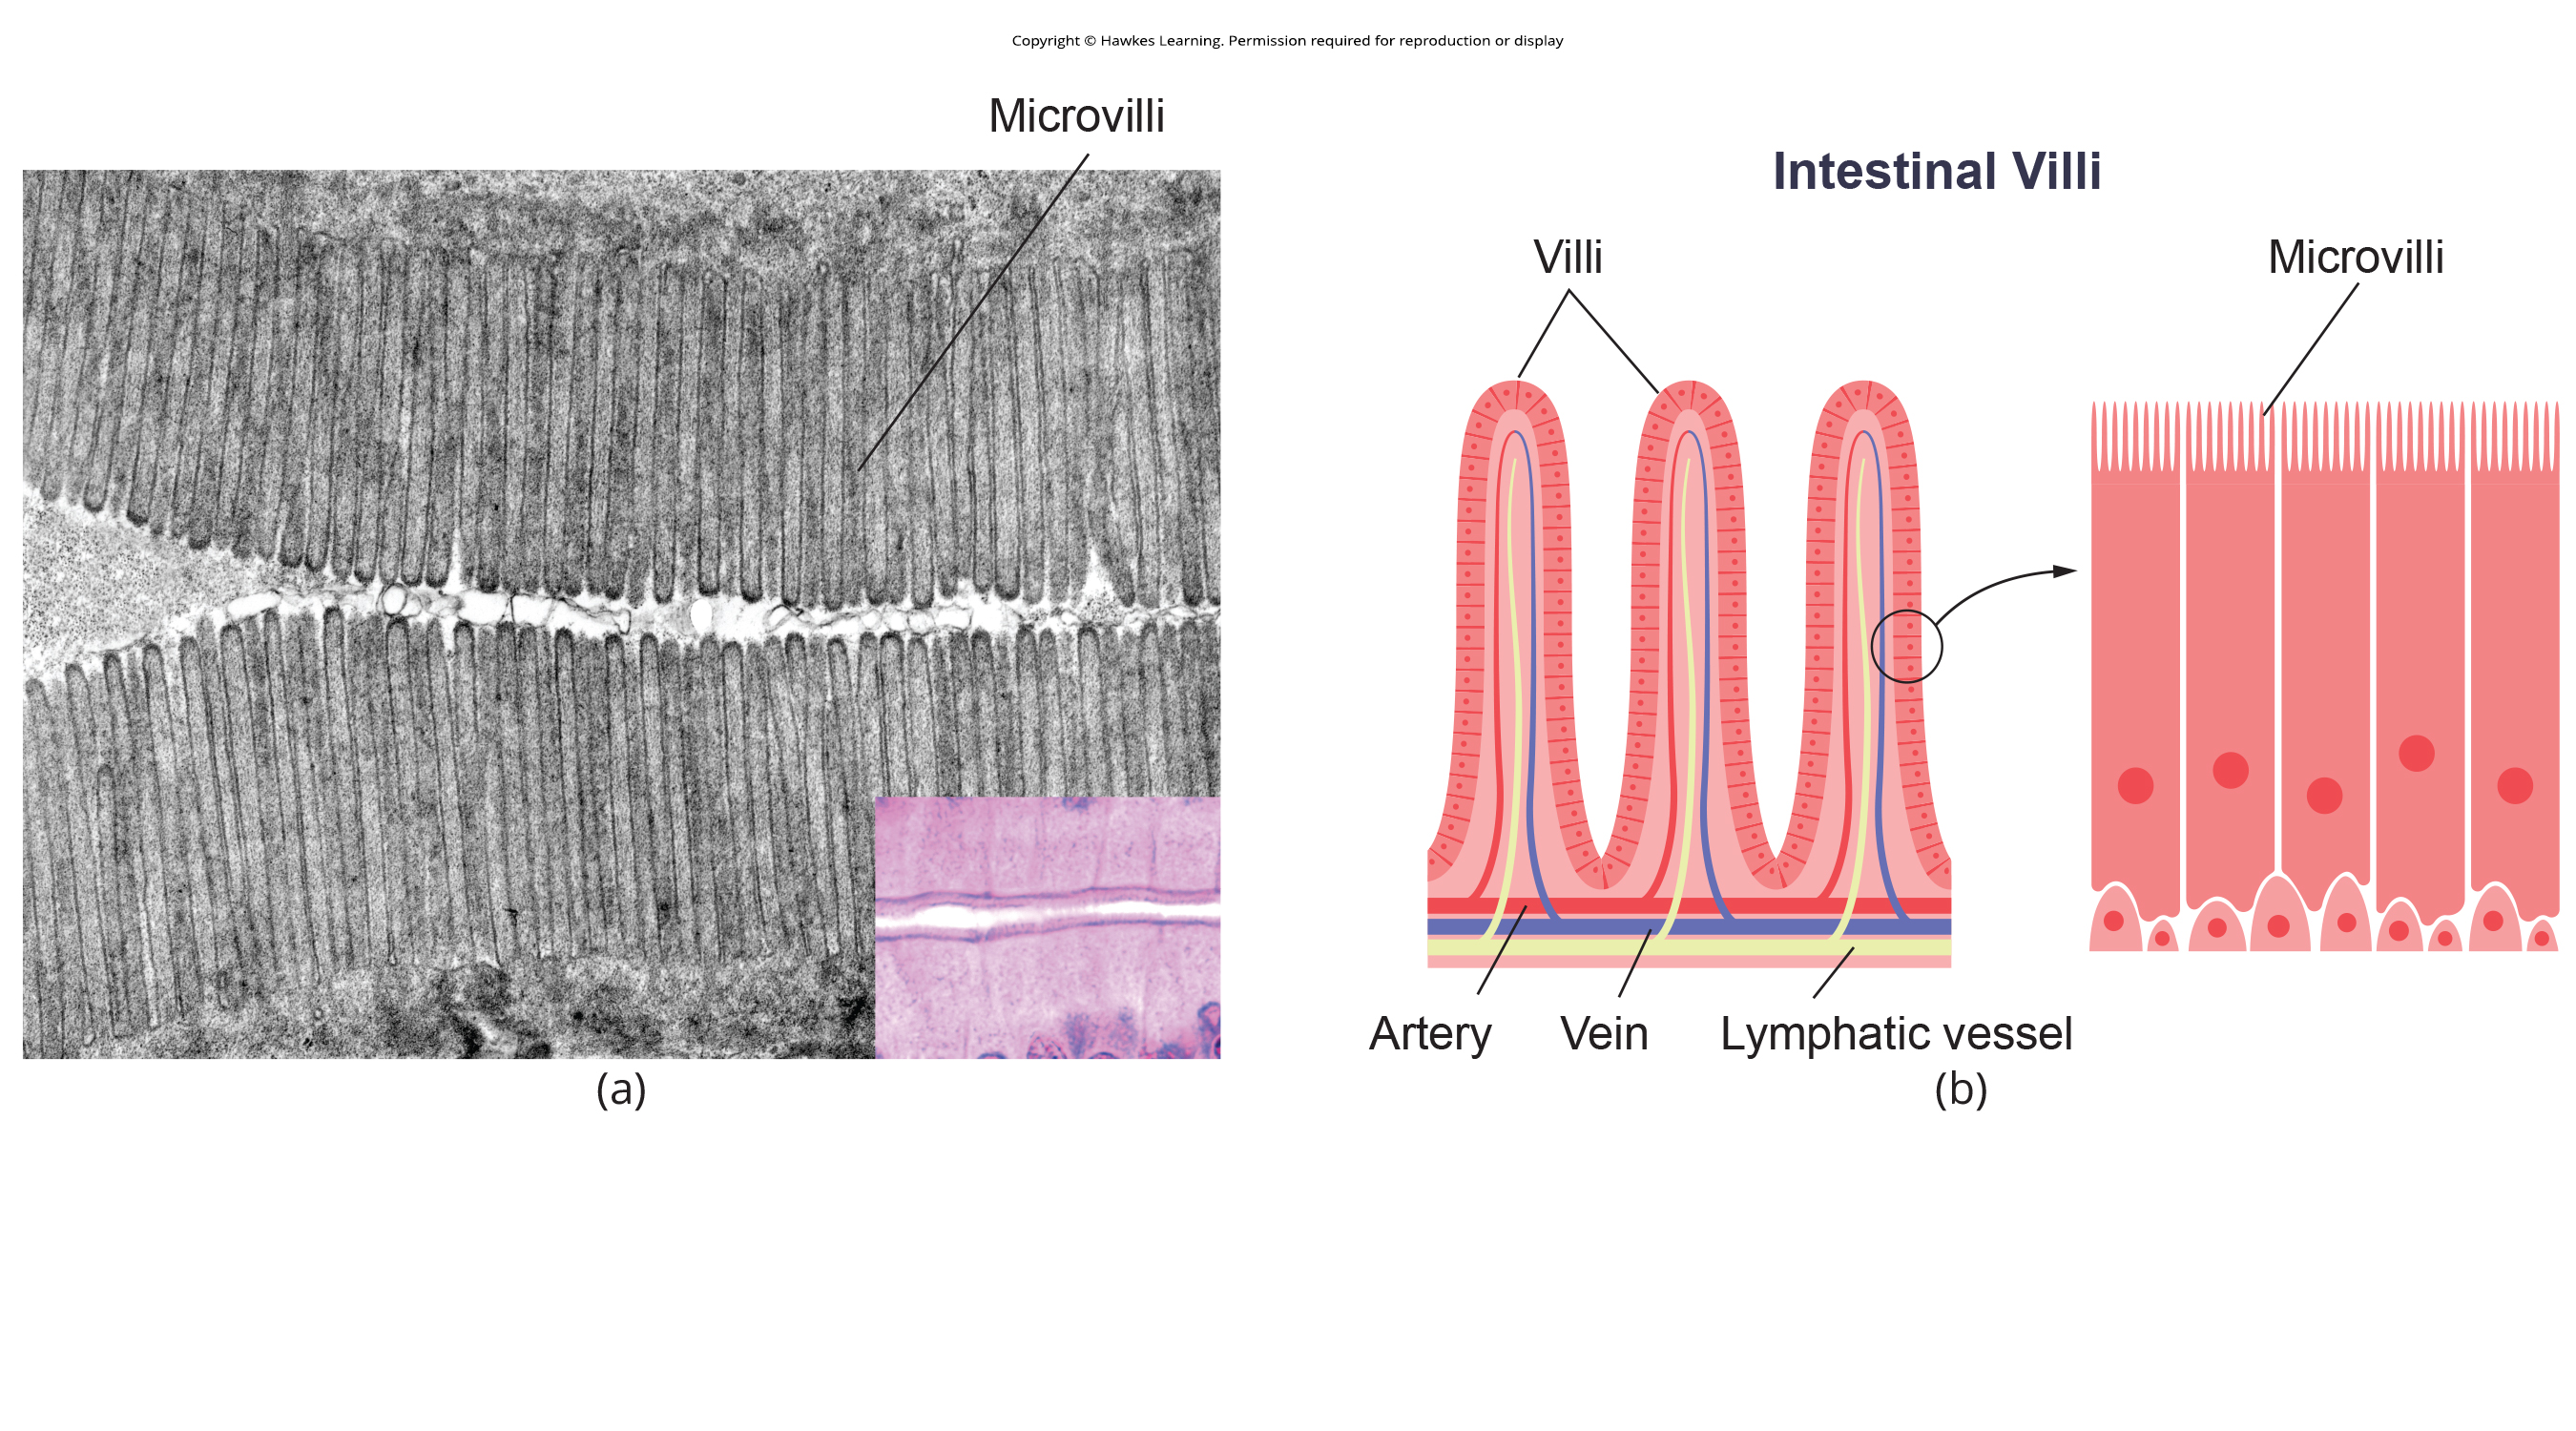 Copyright © Hawkes Learning. Permission required for reproduction or display
Microvilli
Intestinal Villi
Villi
Microvilli
Artery
Vein
Lymphatic vessel
(a)
(b)